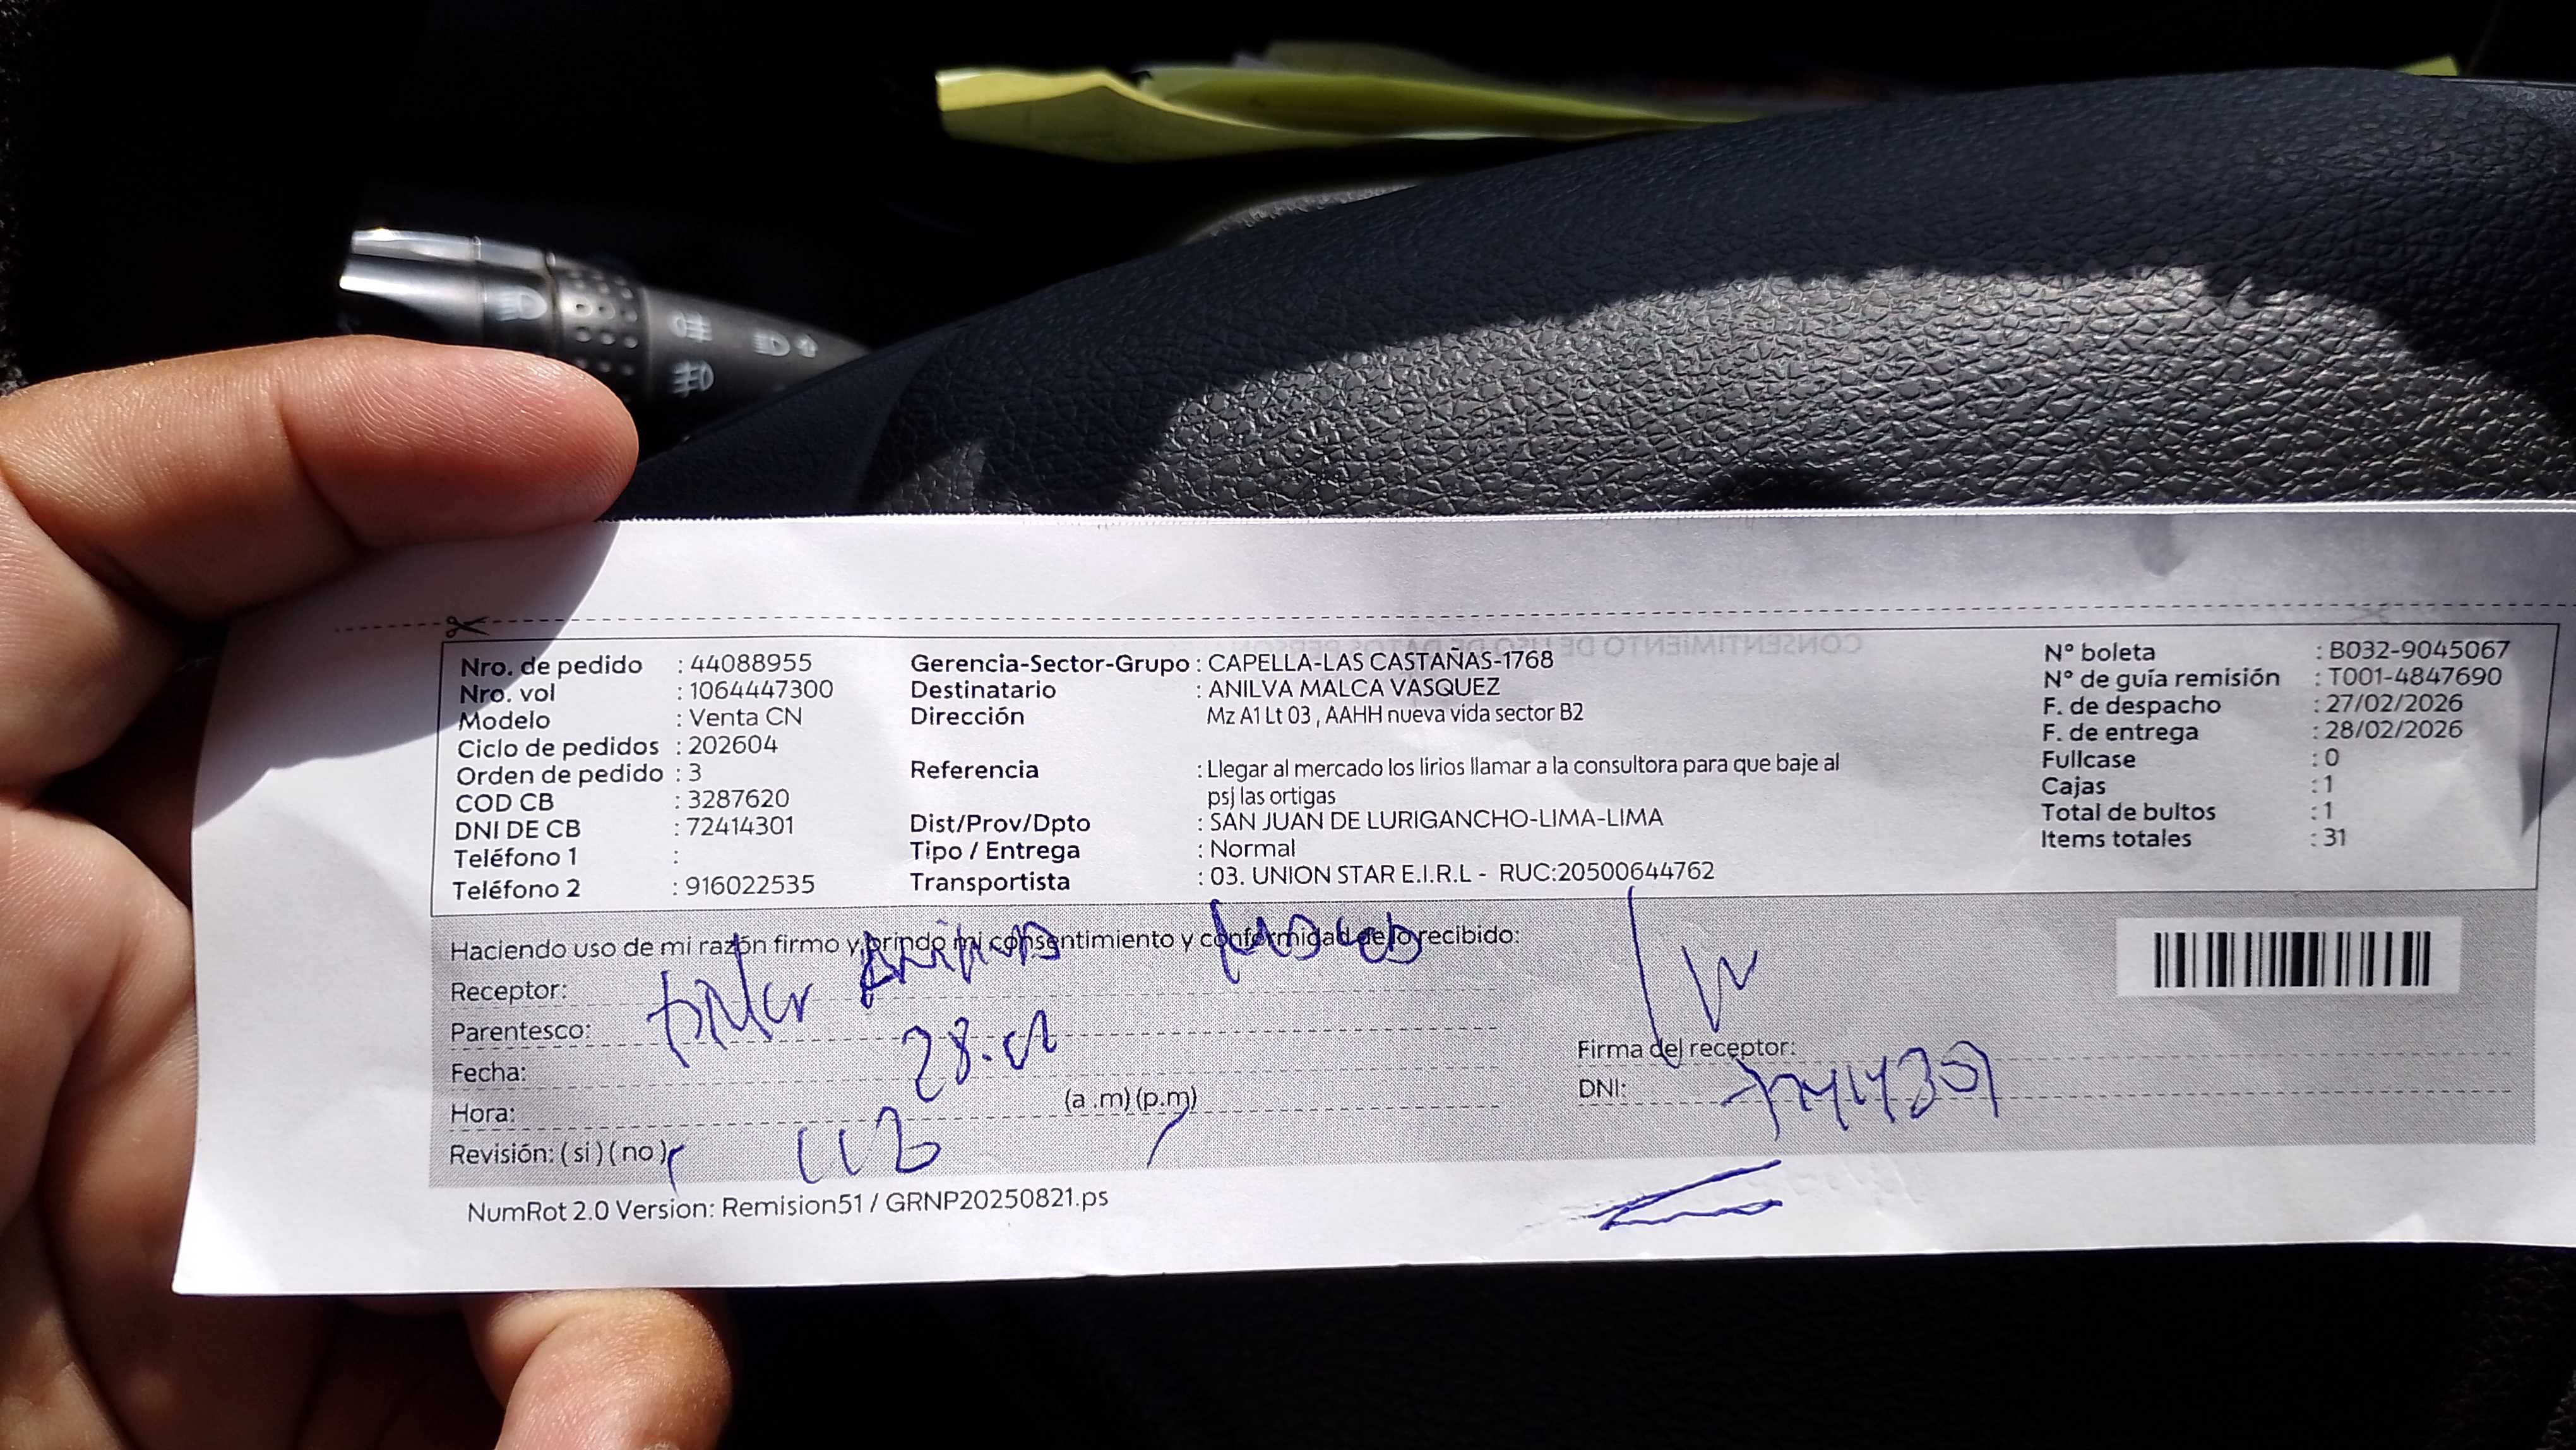 Nro. de pedido : 44088955
Nro. vol : 1064447300
Modelo : Venta CN
Ciclo de pedidos : 202604
Orden de pedido : 3
COD CB : 3287620
DNI DE CB : 72414301
Teléfono 1 :
Teléfono 2 : 916022535
Gerencia-Sector-Grupo : CAPELLA-LAS CASTAÑAS-1768
Destinatario : ANILVA MALCA VASQUEZ
Dirección Mz A1 Lt 03 , AAHH nueva vida sector B2
Referencia : Llegar al mercado los lirios llamar a la consultora para que baje al
psj las ortigas
Dist/Prov/Dpto : SAN JUAN DE LURIGANCHO-LIMA-LIMA
Tipo / Entrega : Normal
Transportista : 03. UNION STAR E.I.R.L - RUC:20500644762
N° boleta : B032-9045067
N° de guía remisión : T001-4847690
F. de despacho : 27/02/2026
F. de entrega : 28/02/2026
Fullcase : 0
Cajas : 1
Total de bultos : 1
Items totales : 31
CONSENTIMIENTO DE USO DE DATOS PERSON
Haciendo uso de mi razón firmo y brindo mi consentimiento y conformidad de lo recibido:
Receptor:
Parentesco:
Fecha:
Hora: (a .m) (p.m)
Revisión: ( si ) ( no )
Firma del receptor:
DNI:
NumRot 2.0 Version: Remision51 / GRNP20250821.ps